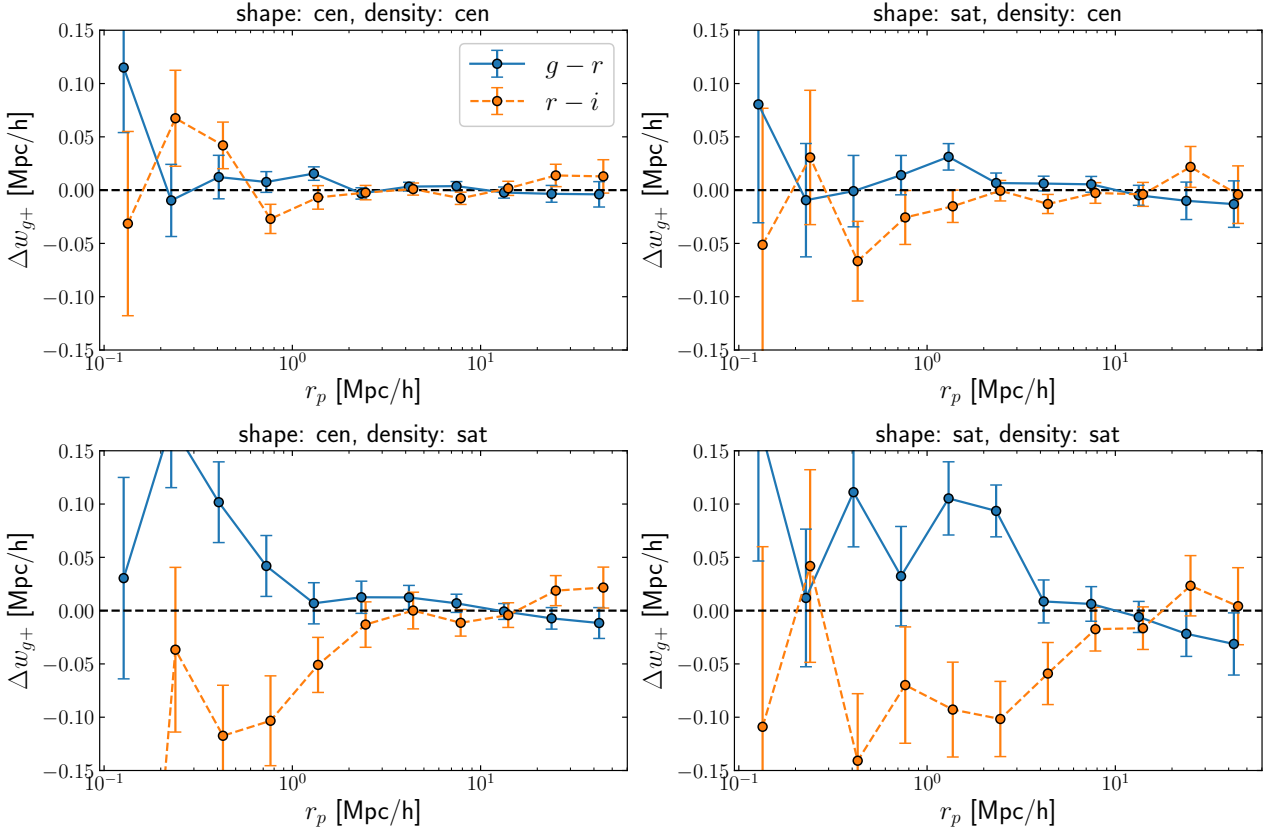 shape: cen, density: cen
0.15
0.10
0.05
0.00
−0.05
−0.10
−0.15
Δw_{g+} [Mpc/h]
g − r
r − i
10^{−1}
10^{0}
10^{1}
r_p [Mpc/h]
shape: sat, density: cen
0.15
0.10
0.05
0.00
−0.05
−0.10
−0.15
Δw_{g+} [Mpc/h]
10^{−1}
10^{0}
10^{1}
r_p [Mpc/h]
shape: cen, density: sat
0.15
0.10
0.05
0.00
−0.05
−0.10
−0.15
Δw_{g+} [Mpc/h]
10^{−1}
10^{0}
10^{1}
r_p [Mpc/h]
shape: sat, density: sat
0.15
0.10
0.05
0.00
−0.05
−0.10
−0.15
Δw_{g+} [Mpc/h]
10^{−1}
10^{0}
10^{1}
r_p [Mpc/h]